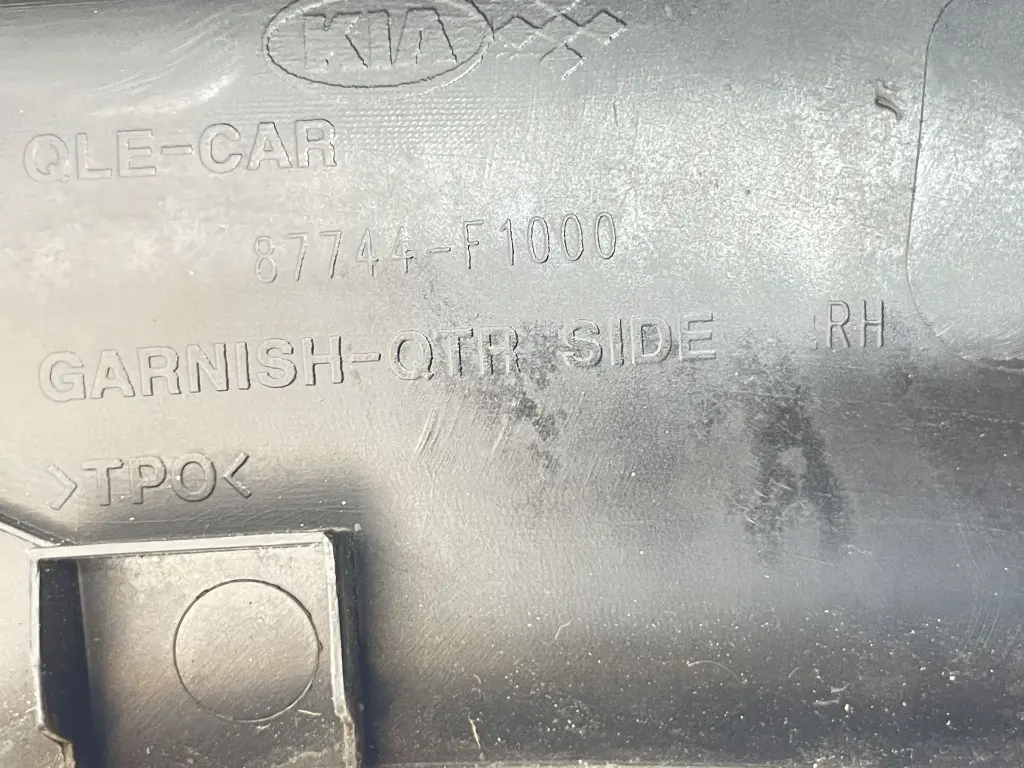 KIA
QLE-CAR
87744-F1000
GARNISH-QTR SIDE RH
>TPO<